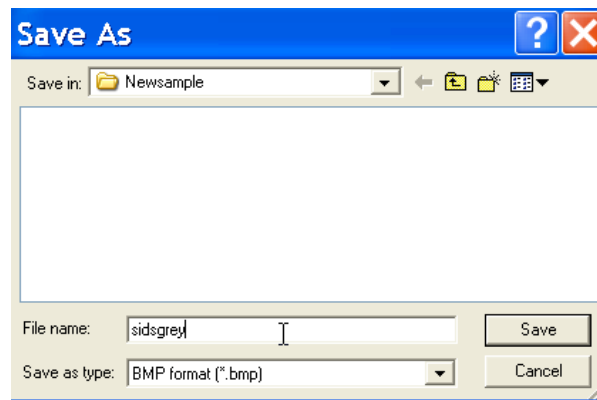 Save As
Save in: Newsample
File name: sidsgrey Save
Save as type: BMP format (*.bmp) Cancel